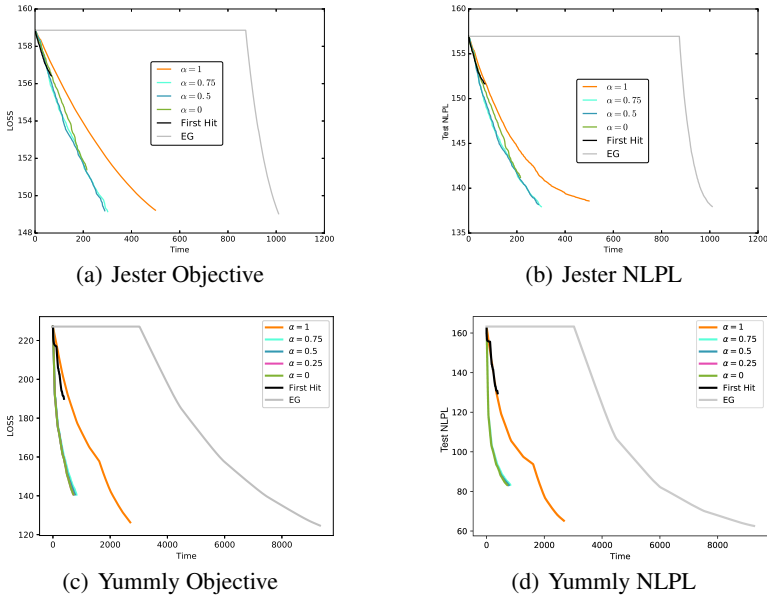 160
158
156
154
152
150
148
LOSS
0 200 400 600 800 1000 1200
Time
α = 1
α = 0.75
α = 0.5
α = 0
First Hit
EG
(a) Jester Objective
160
155
150
145
140
135
Test NLPL
0 200 400 600 800 1000 1200
Time
α = 1
α = 0.75
α = 0.5
α = 0
First Hit
EG
(b) Jester NLPL
220
200
180
160
140
120
LOSS
0 2000 4000 6000 8000
Time
α = 1
α = 0.75
α = 0.5
α = 0.25
α = 0
First Hit
EG
(c) Yummly Objective
160
140
120
100
80
60
Test NLPL
0 2000 4000 6000 8000
Time
α = 1
α = 0.75
α = 0.5
α = 0.25
α = 0
First Hit
EG
(d) Yummly NLPL